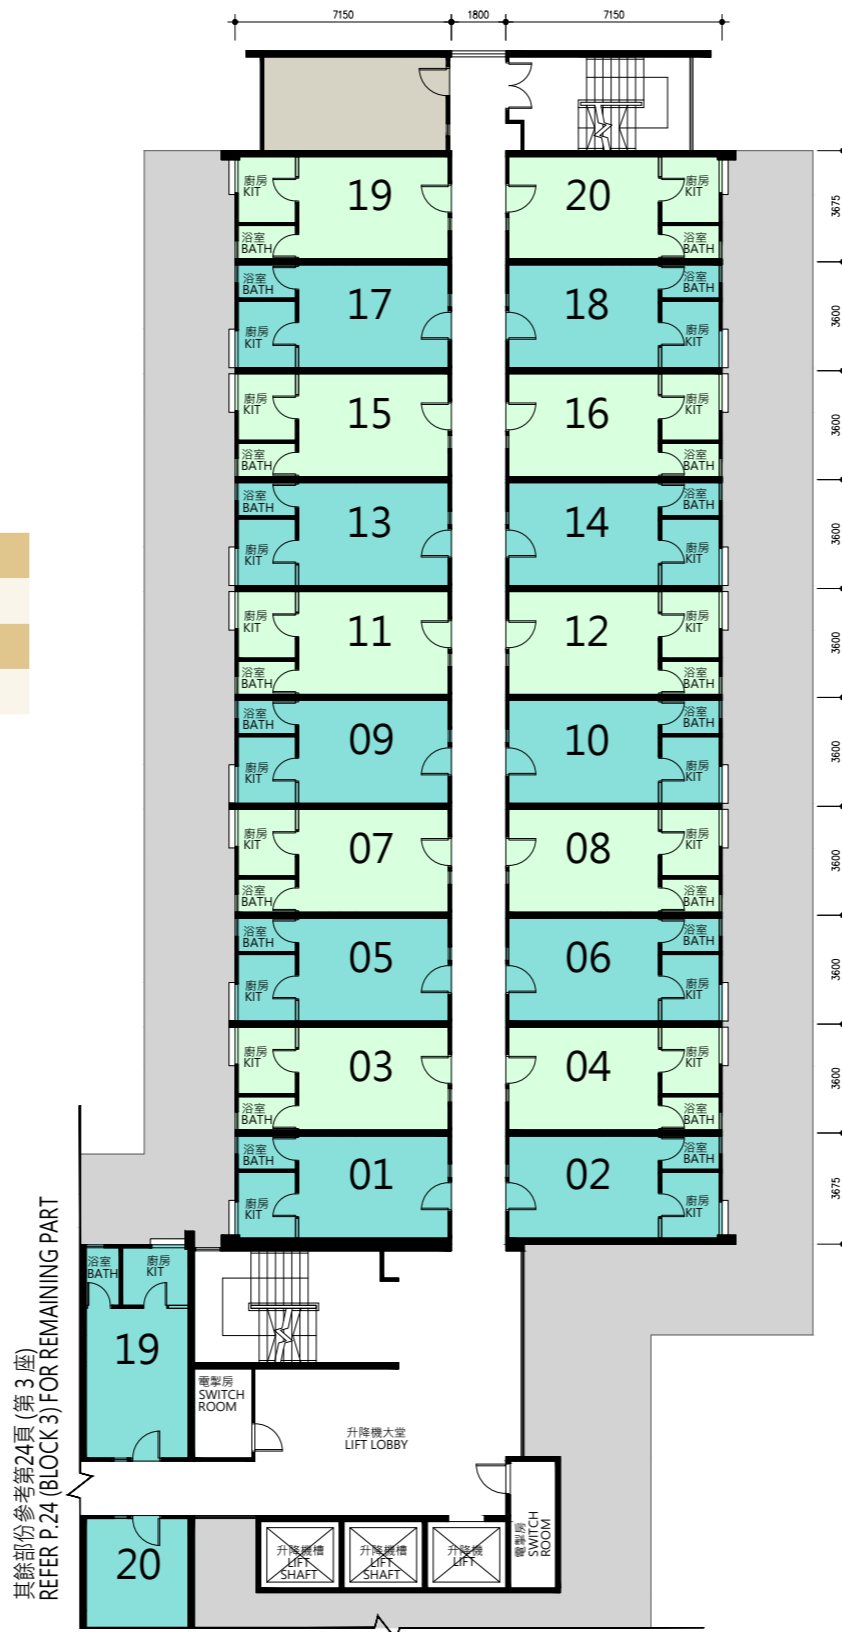 7150
1800
7150
廚房
KIT
19
20
廚房
KIT
3675
浴室
BATH
浴室
BATH
浴室
BATH
17
18
浴室
BATH
3600
廚房
KIT
廚房
KIT
廚房
KIT
15
16
廚房
KIT
3600
浴室
BATH
浴室
BATH
浴室
BATH
13
14
浴室
BATH
3600
廚房
KIT
廚房
KIT
廚房
KIT
11
12
廚房
KIT
3600
浴室
BATH
浴室
BATH
浴室
BATH
09
10
浴室
BATH
3600
廚房
KIT
廚房
KIT
廚房
KIT
07
08
廚房
KIT
3600
浴室
BATH
浴室
BATH
浴室
BATH
05
06
浴室
BATH
3600
廚房
KIT
廚房
KIT
廚房
KIT
03
04
廚房
KIT
3600
浴室
BATH
浴室
BATH
浴室
BATH
01
02
浴室
BATH
3675
廚房
KIT
廚房
KIT
浴室
BATH
廚房
KIT
19
電掣房
SWITCH
ROOM
升降機大堂
LIFT LOBBY
其餘部份參考第24頁 (第 3 座)
REFER P.24 (BLOCK 3) FOR REMAINING PART
20
升降機槽
LIFT
SHAFT
升降機槽
LIFT
SHAFT
升降機
LIFT
電掣房
SWITCH
ROOM